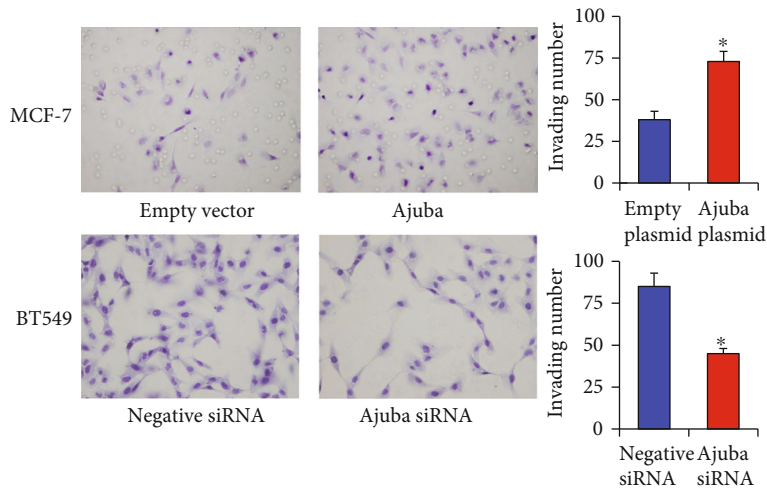 MCF-7
Empty vector
Ajuba
Invading number
100
75
50
25
0
*
Empty plasmid
Ajuba plasmid
BT549
Negative siRNA
Ajuba siRNA
Invading number
100
75
50
25
0
*
Negative siRNA
Ajuba siRNA